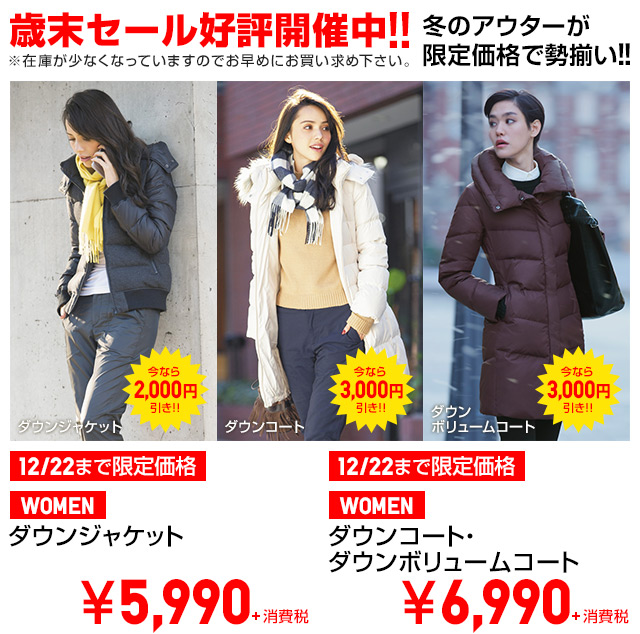 歳末セール好評開催中!!
※在庫が少なくなっていますのでお早めにお買い求め下さい。
冬のアウターが
限定価格で勢揃い!!
今なら
2,000円
引き!!
ダウンジャケット
今なら
3,000円
引き!!
ダウンコート
今なら
3,000円
引き!!
ダウン
ボリュームコート
12/22まで限定価格
WOMEN
ダウンジャケット
¥5,990+消費税
12/22まで限定価格
WOMEN
ダウンコート・
ダウンボリュームコート
¥6,990+消費税